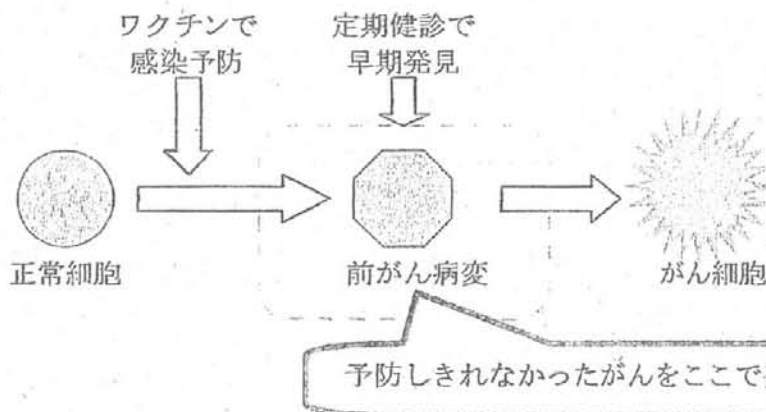 ワクチンで
感染予防
定期健診で
早期発見
正常細胞
前がん病変
がん細胞
予防しきれなかったがんをここで